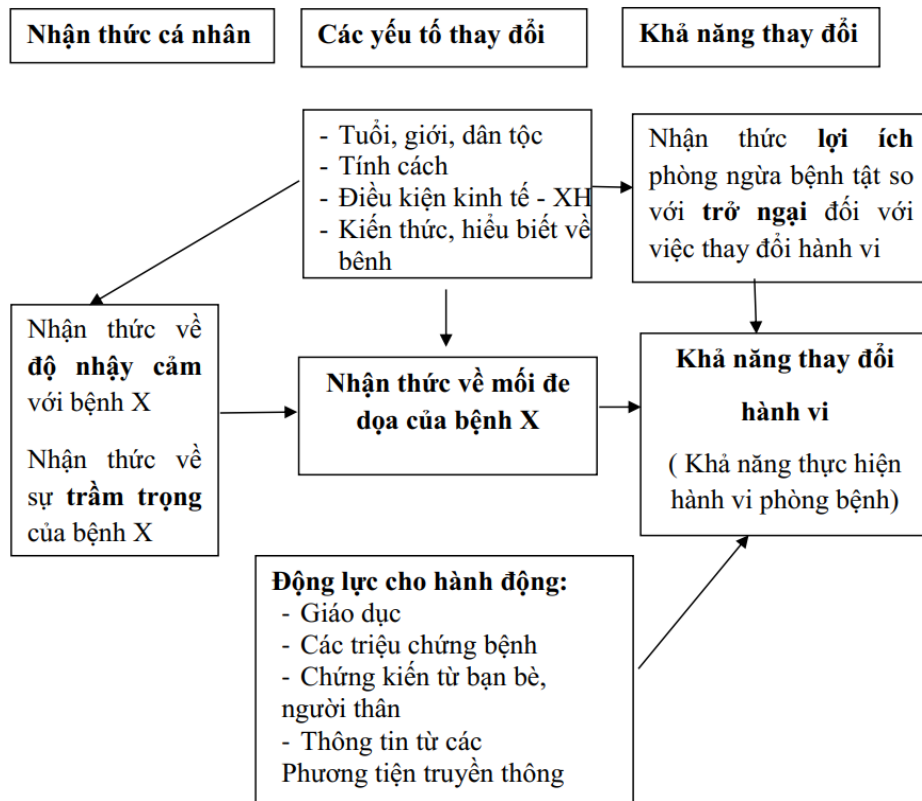 Nhận thức cá nhân
Các yếu tố thay đổi
Khả năng thay đổi
- Tuổi, giới, dân tộc
- Tính cách
- Điều kiện kinh tế - XH
- Kiến thức, hiểu biết về
bênh
Nhận thức lợi ích
phòng ngừa bệnh tật so
với trở ngại đối với
việc thay đổi hành vi
Nhận thức về
độ nhậy cảm
với bệnh X
Nhận thức về
sự trầm trọng
của bệnh X
Nhận thức về mối đe
dọa của bệnh X
Khả năng thay đổi
hành vi
( Khả năng thực hiện
hành vi phòng bệnh)
Động lực cho hành động:
- Giáo dục
- Các triệu chứng bệnh
- Chứng kiến từ bạn bè,
người thân
- Thông tin từ các
Phương tiện truyền thông